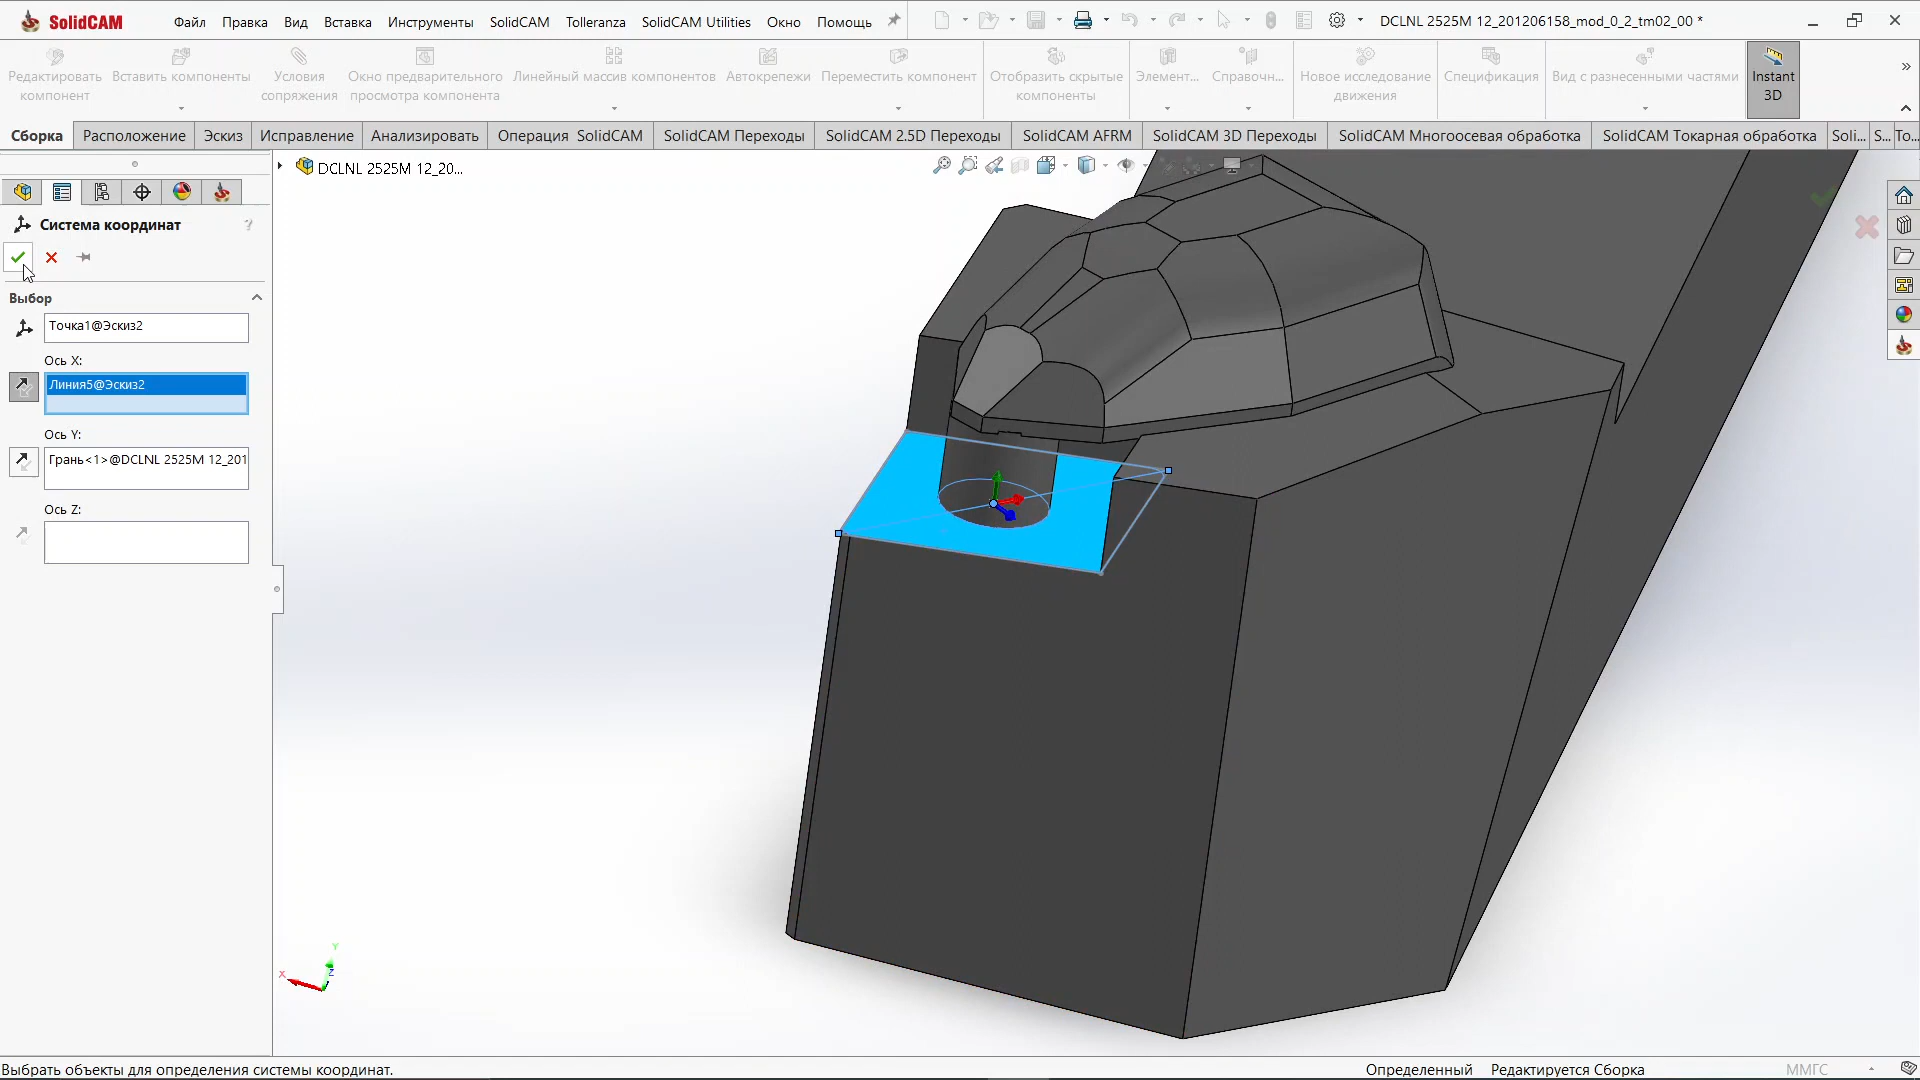 SolidCAM
Файл Правка Вид Вставка Инструменты SolidCAM Tolleranza SolidCAM Utilities Окно Помощь
DCLNL 2525M 12_201206158_mod_0_2_tm02_00 *
Редактировать компонент
Вставить компоненты
Условия сопряжения
Окно предварительного просмотра компонента
Линейный массив компонентов
Автокрепежи
Переместить компонент
Отобразить скрытые компоненты
Элемент...
Справочн...
Новое исследование движения
Спецификация
Вид с разнесенными частями
Instant 3D
Сборка Расположение Эскиз Исправление Анализировать Операция SolidCAM SolidCAM Переходы SolidCAM 2.5D Переходы SolidCAM AFRM SolidCAM 3D Переходы SolidCAM Многоосевая обработка SolidCAM Токарная обработка Soli... S... To...
DCLNL 2525M 12_20...
Система координат ?
Выбор
Точка1@Эскиз2
Ось X:
Линия5@Эскиз2
Ось Y:
Грань<1>@DCLNL 2525M 12_201
Ось Z:
Y
X
Z
Выбрать объекты для определения системы координат.
Определенный Редактируется Сборка ММГС